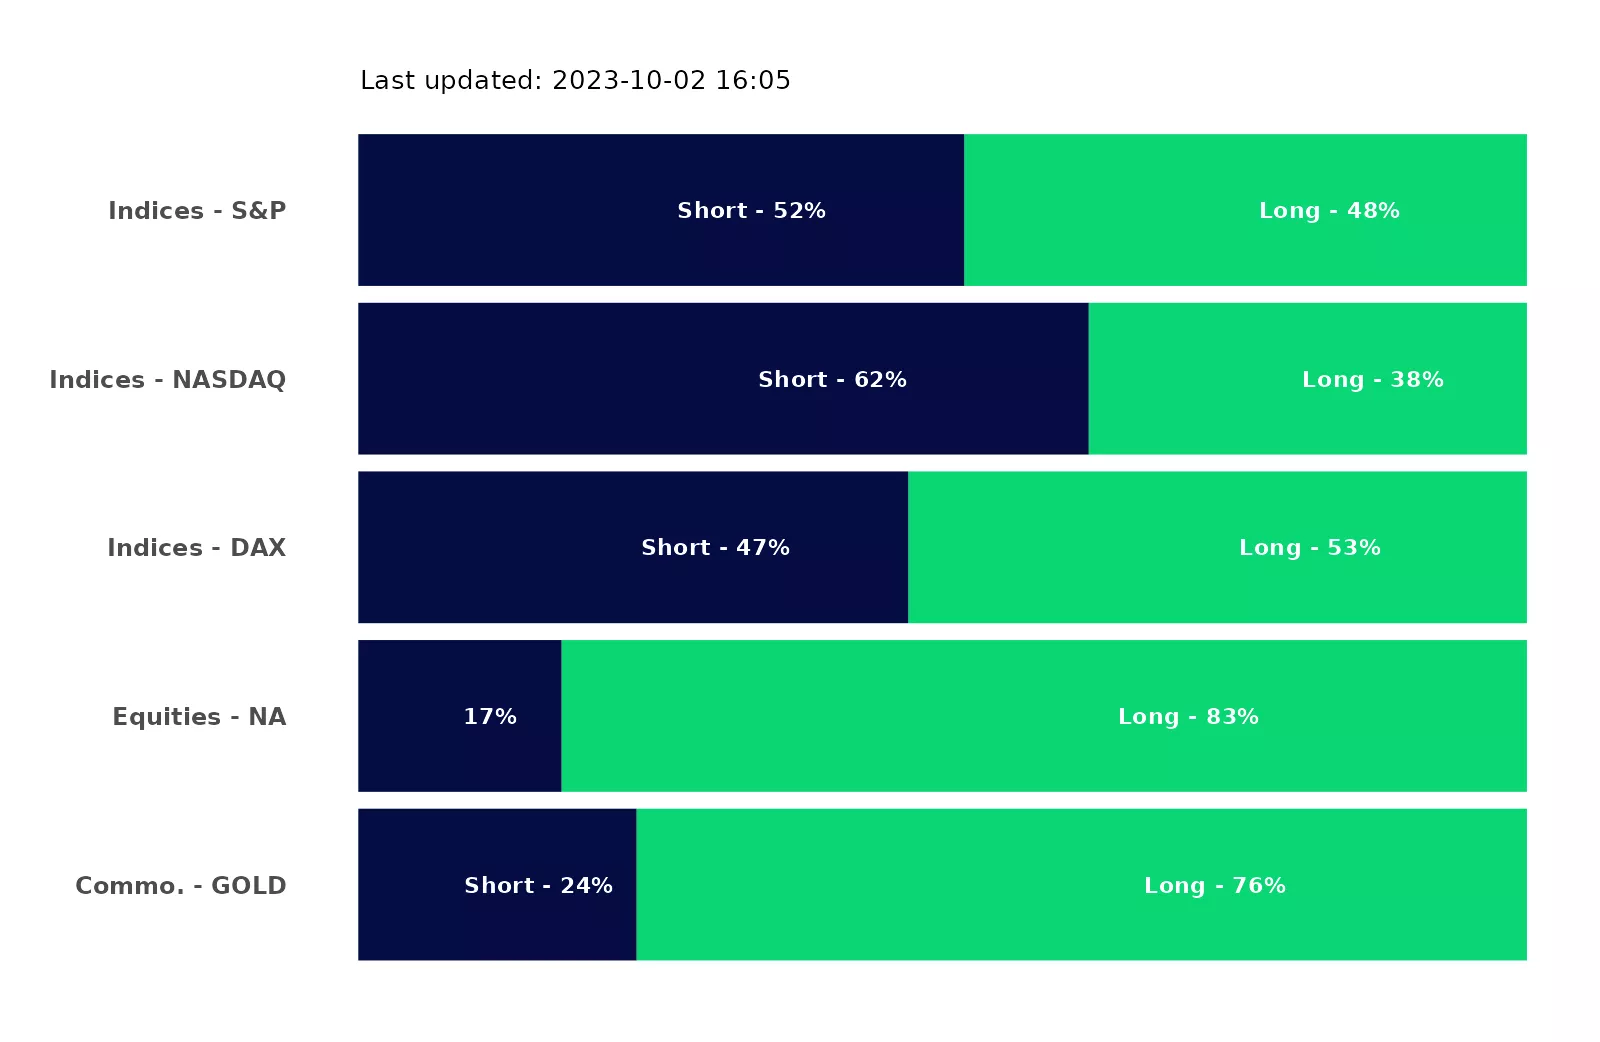 Last updated: 2023-10-02 16:05
Indices - S&P Short - 52% Long - 48%
Indices - NASDAQ Short - 62% Long - 38%
Indices - DAX Short - 47% Long - 53%
Equities - NA 17% Long - 83%
Commo. - GOLD Short - 24% Long - 76%